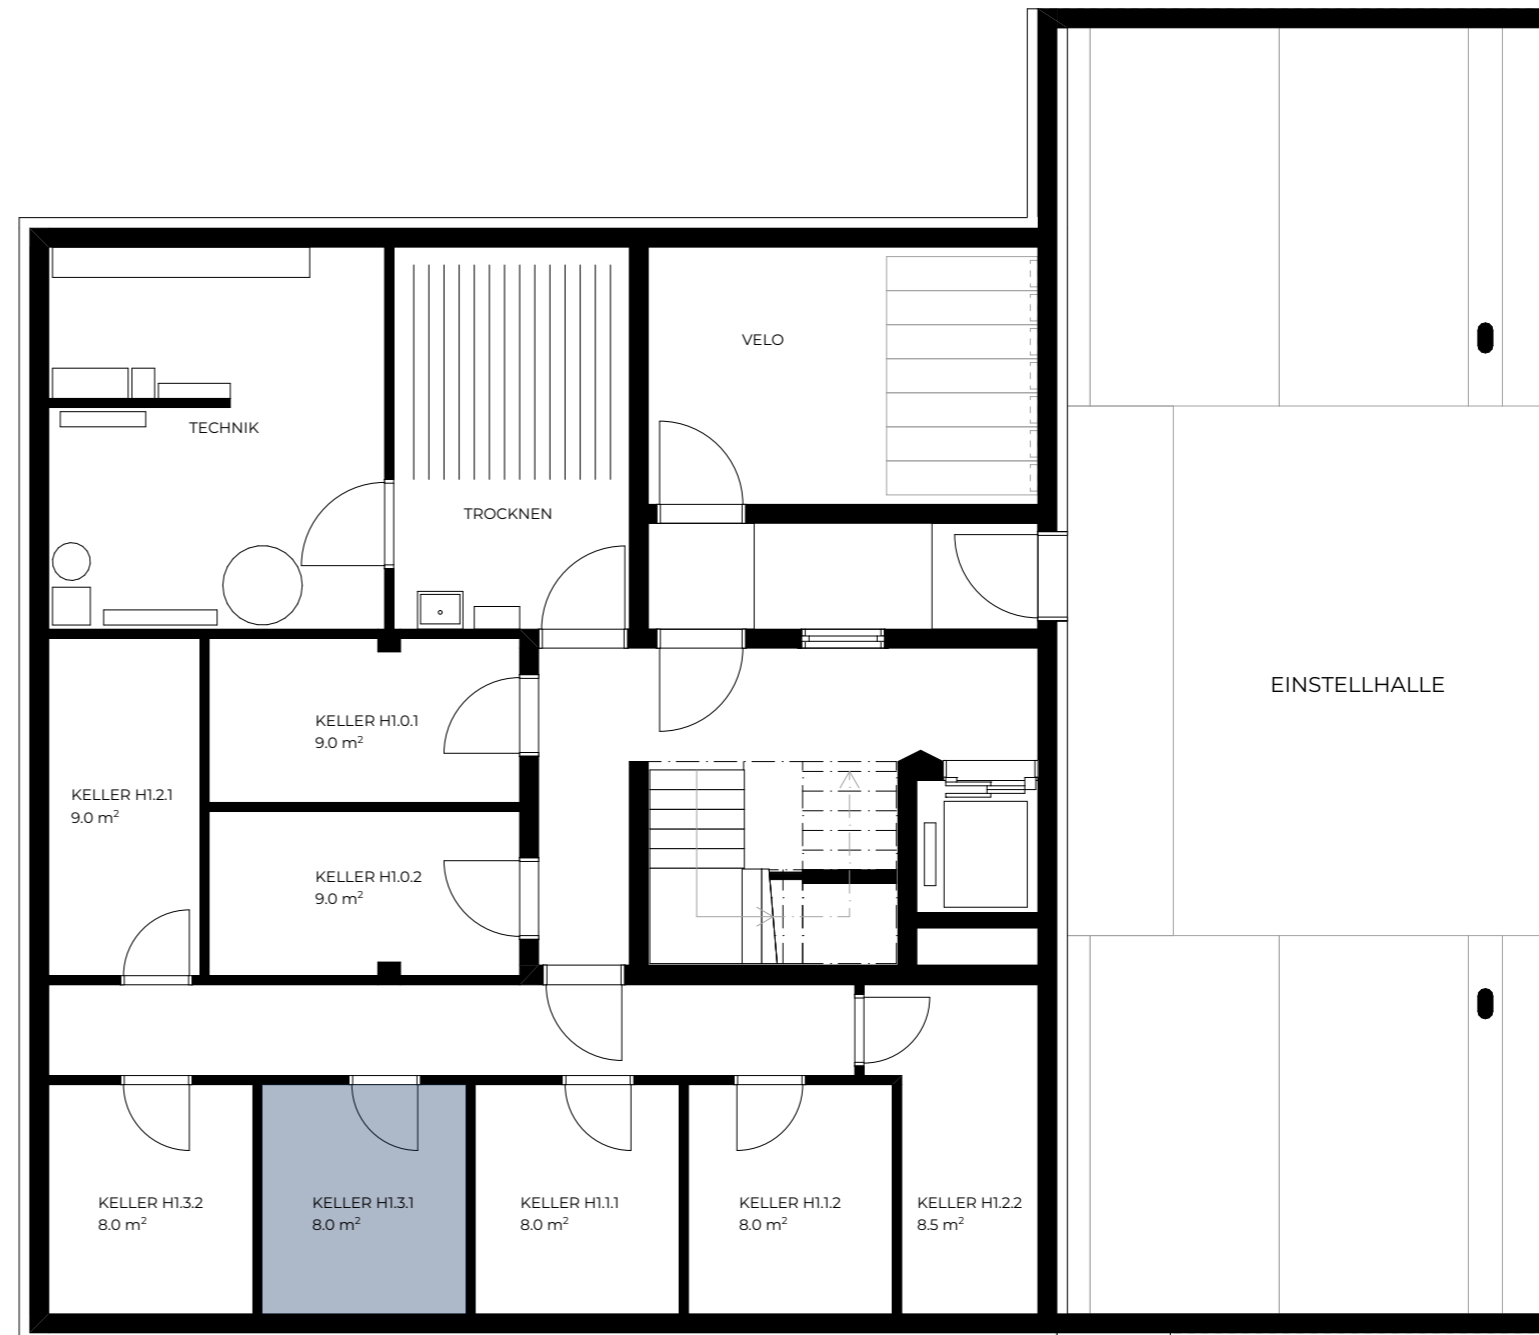 VELO
TECHNIK
TROCKNEN
EINSTELLHALLE
KELLER H1.0.1
9.0 m²
KELLER H1.2.1
9.0 m²
KELLER H1.0.2
9.0 m²
KELLER H1.3.2
8.0 m²
KELLER H1.3.1
8.0 m²
KELLER H1.1.1
8.0 m²
KELLER H1.1.2
8.0 m²
KELLER H1.2.2
8.5 m²